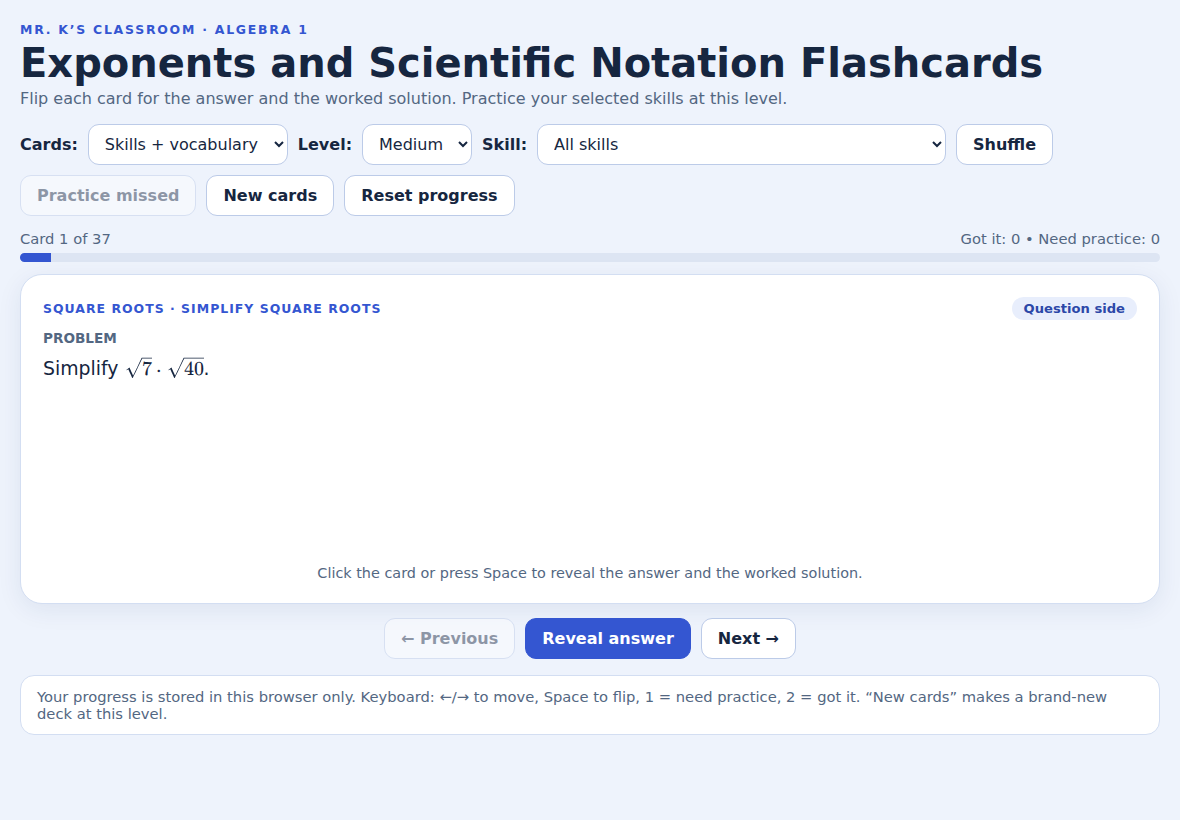 MR. K’S CLASSROOM · ALGEBRA 1
Exponents and Scientific Notation Flashcards
Flip each card for the answer and the worked solution. Practice your selected skills at this level.
Cards: Skills + vocabulary Level: Medium Skill: All skills Shuffle
Practice missed New cards Reset progress
Card 1 of 37 Got it: 0 • Need practice: 0
SQUARE ROOTS · SIMPLIFY SQUARE ROOTS Question side
PROBLEM
Simplify √7 · √40.
Click the card or press Space to reveal the answer and the worked solution.
← Previous Reveal answer Next →
Your progress is stored in this browser only. Keyboard: ←/→ to move, Space to flip, 1 = need practice, 2 = got it. “New cards” makes a brand-new
deck at this level.